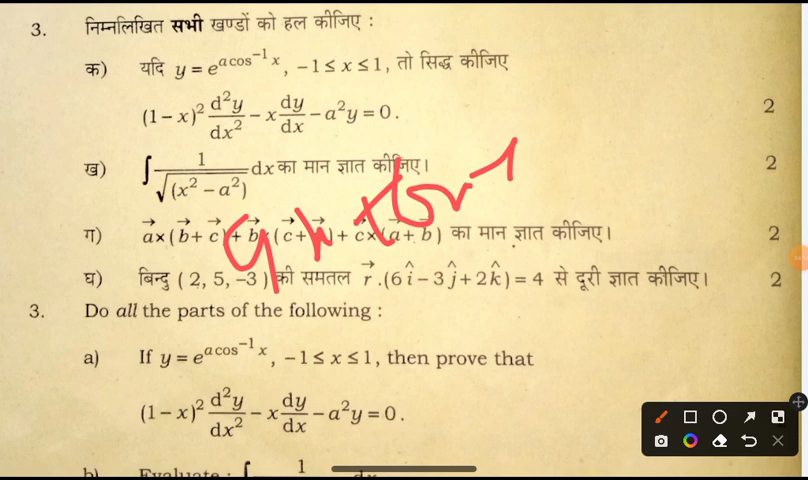 3. निम्नलिखित सभी खण्डों को हल कीजिए :
क) यदि y = e^{a cos^{-1} x}, -1 ≤ x ≤ 1, तो सिद्ध कीजिए
(1 – x)² d²y/dx² – x dy/dx – a²y = 0. 2
ख) ∫ 1/√(x² – a²) dx का मान ज्ञात कीजिए। 2
ग) a⃗ × (b⃗ + c⃗) + b⃗ (c⃗ + ) + c⃗ × (a⃗ + b⃗) का मान ज्ञात कीजिए। 2
घ) बिन्दु (2, 5, –3) की समतल r⃗ . (6î – 3ĵ + 2k̂) = 4 से दूरी ज्ञात कीजिए। 2
3. Do all the parts of the following :
a) If y = e^{a cos^{-1} x}, -1 ≤ x ≤ 1, then prove that
(1 – x)² d²y/dx² – x dy/dx – a²y = 0.
b) Evaluate : ∫ 1 dx